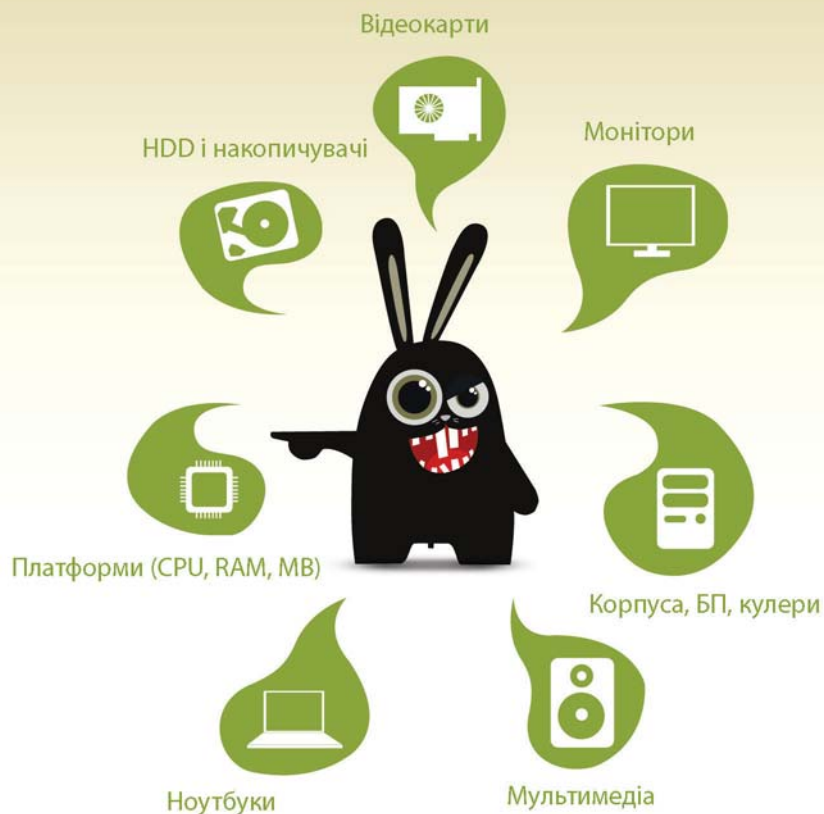 Відеокарти
Монітори
HDD і накопичувачі
Платформи (CPU, RAM, MB)
Корпуса, БП, кулери
Ноутбуки
Мультимедіа